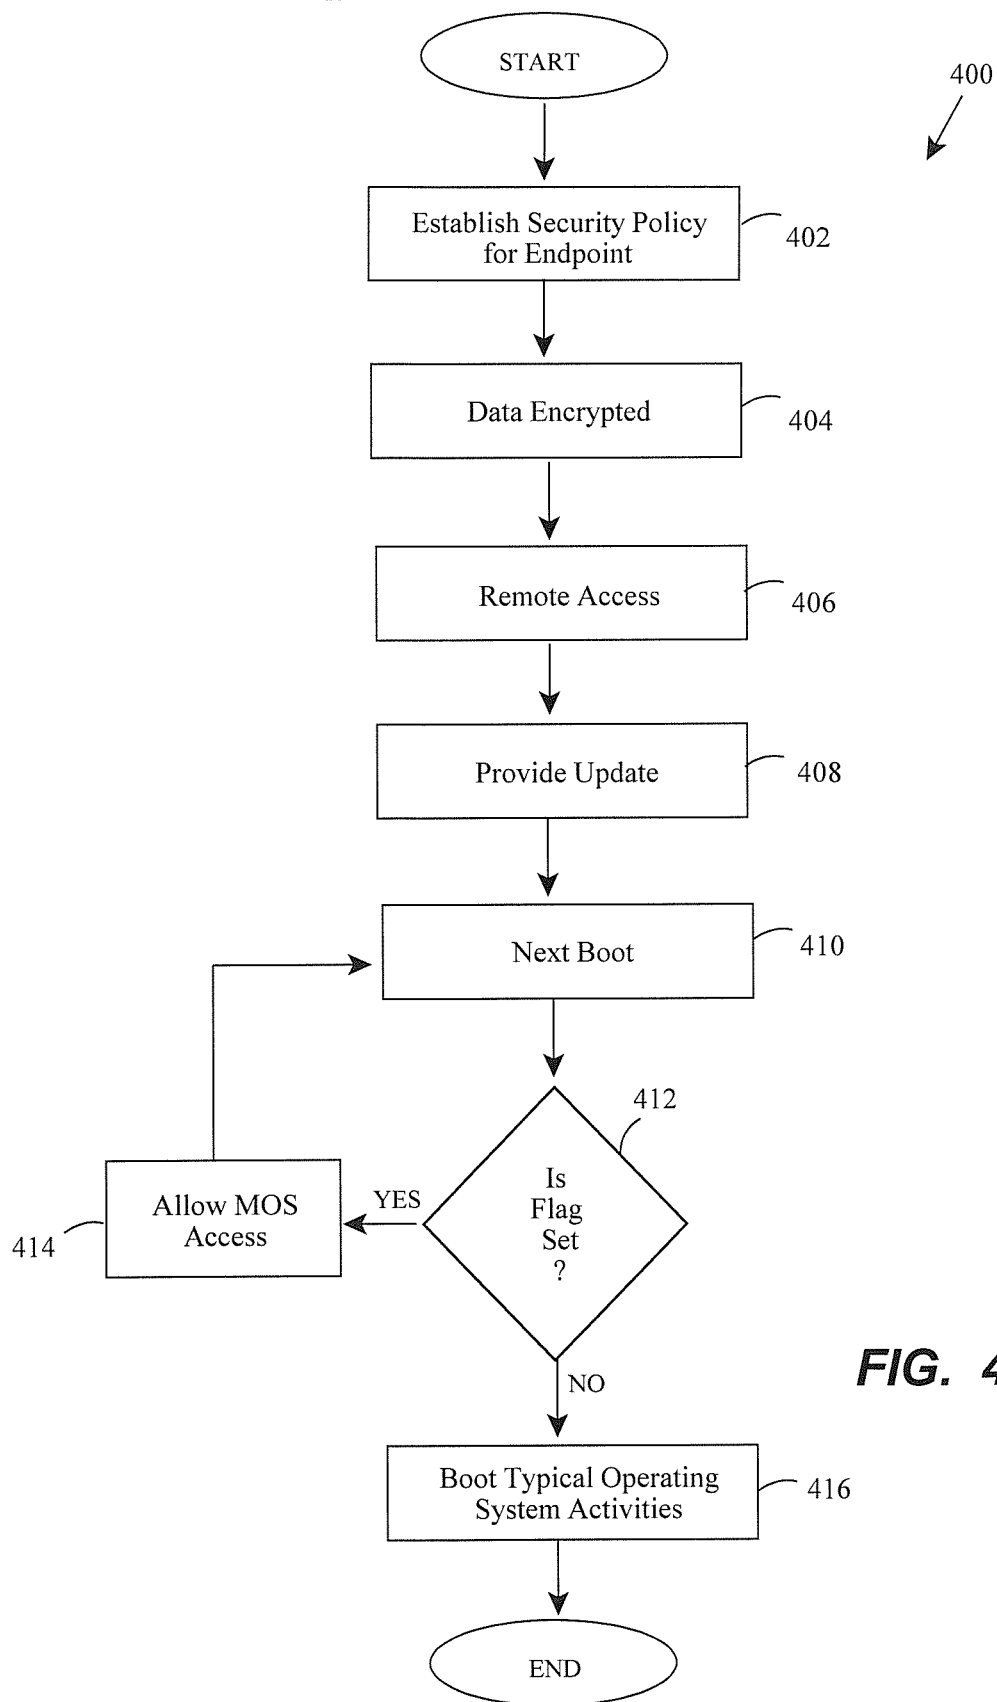 START
400
Establish Security Policy
for Endpoint
402
Data Encrypted
404
Remote Access
406
Provide Update
408
Next Boot
410
412
Is
Flag
Set
?
YES
Allow MOS
Access
414
NO
FIG. 4
Boot Typical Operating
System Activities
416
END